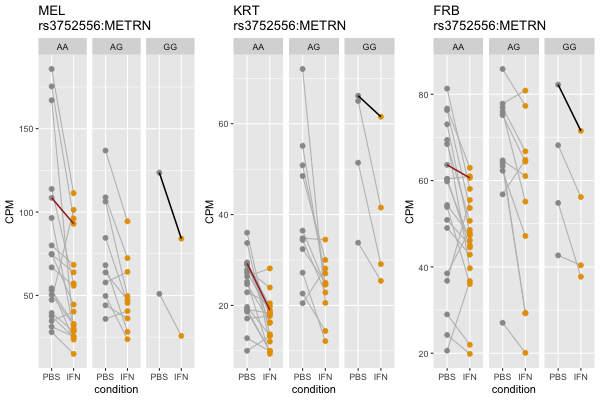 MEL
rs3752556:METRN
AA AG GG
CPM
150
100
50
PBS IFN PBS IFN PBS IFN
condition
KRT
rs3752556:METRN
AA AG GG
CPM
60
40
20
PBS IFN PBS IFN PBS IFN
condition
FRB
rs3752556:METRN
AA AG GG
CPM
80
60
40
20
PBS IFN PBS IFN PBS IFN
condition